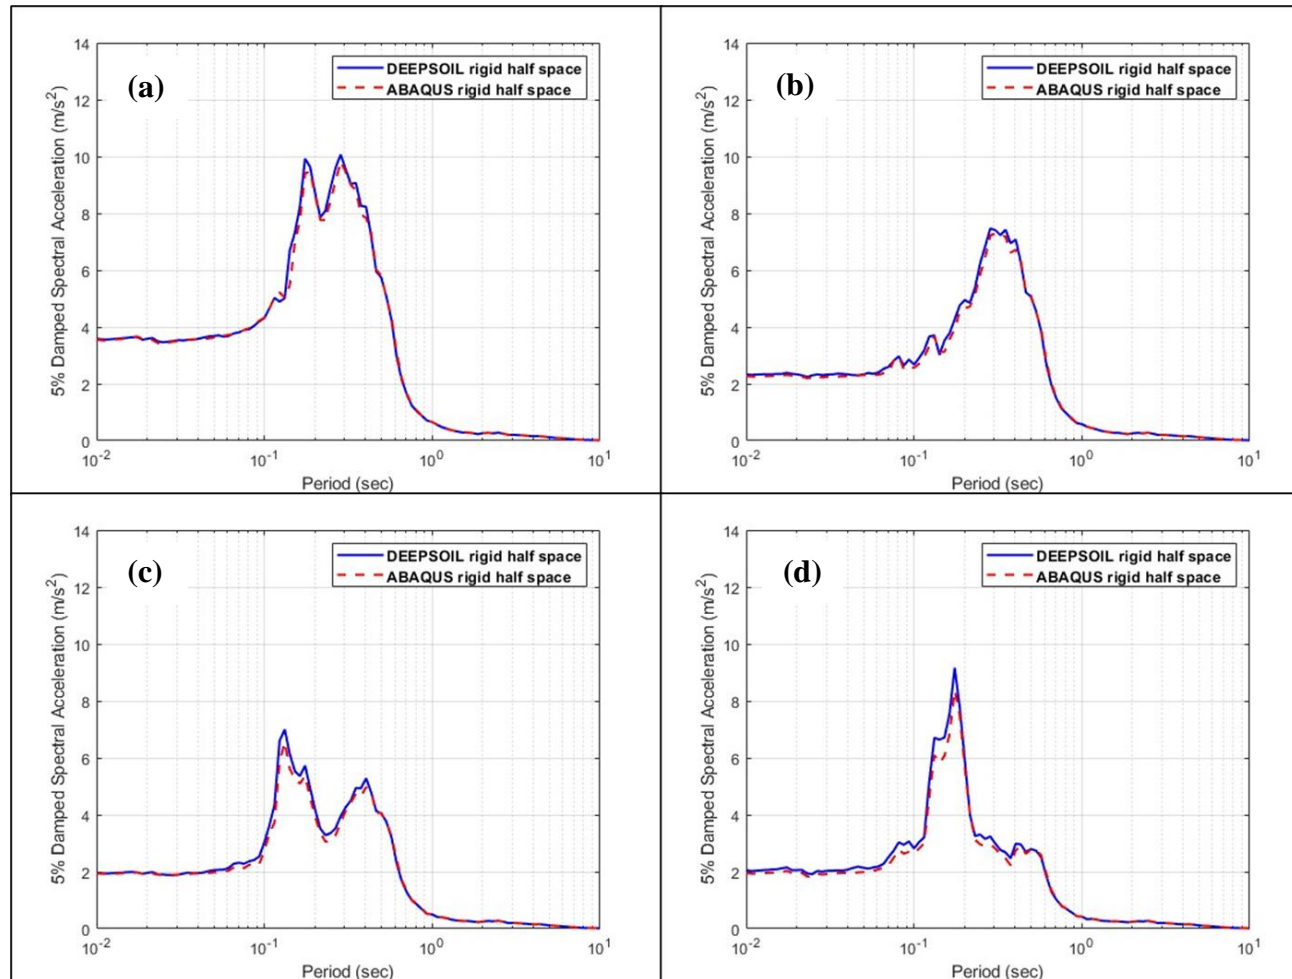 (a)
DEEPSOIL rigid half space
ABAQUS rigid half space
5% Damped Spectral Acceleration (m/s²)
14
12
10
8
6
4
2
0
10⁻²
10⁻¹
10⁰
10¹
Period (sec)
(b)
DEEPSOIL rigid half space
ABAQUS rigid half space
5% Damped Spectral Acceleration (m/s²)
14
12
10
8
6
4
2
0
10⁻²
10⁻¹
10⁰
10¹
Period (sec)
(c)
DEEPSOIL rigid half space
ABAQUS rigid half space
5% Damped Spectral Acceleration (m/s²)
14
12
10
8
6
4
2
0
10⁻²
10⁻¹
10⁰
10¹
Period (sec)
(d)
DEEPSOIL rigid half space
ABAQUS rigid half space
5% Damped Spectral Acceleration (m/s²)
14
12
10
8
6
4
2
0
10⁻²
10⁻¹
10⁰
10¹
Period (sec)